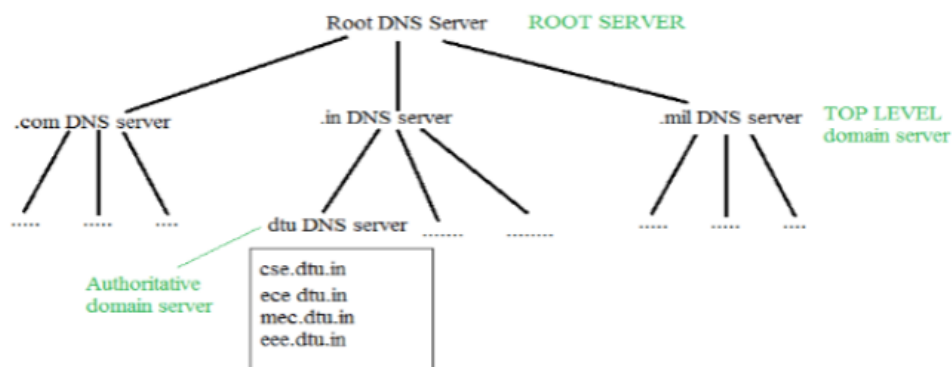 Root DNS Server ROOT SERVER
.com DNS server .in DNS server .mil DNS server TOP LEVEL
domain server
..... ..... .... dtu DNS server ....... ........ ..... ..... ....
Authoritative
domain server
cse.dtu.in
ece dtu.in
mec.dtu.in
eee.dtu.in